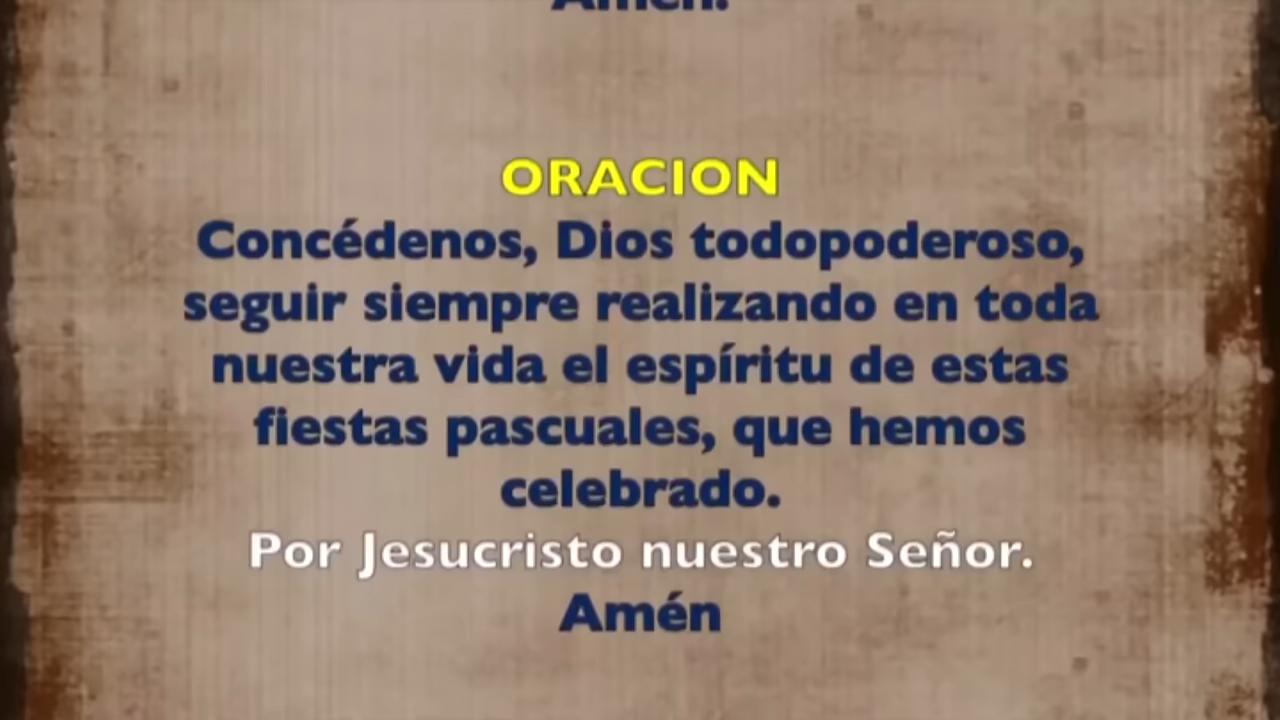 Amén.
ORACION
Concédenos, Dios todopoderoso,
seguir siempre realizando en toda
nuestra vida el espíritu de estas
fiestas pascuales, que hemos
celebrado.
Por Jesucristo nuestro Señor.
Amén